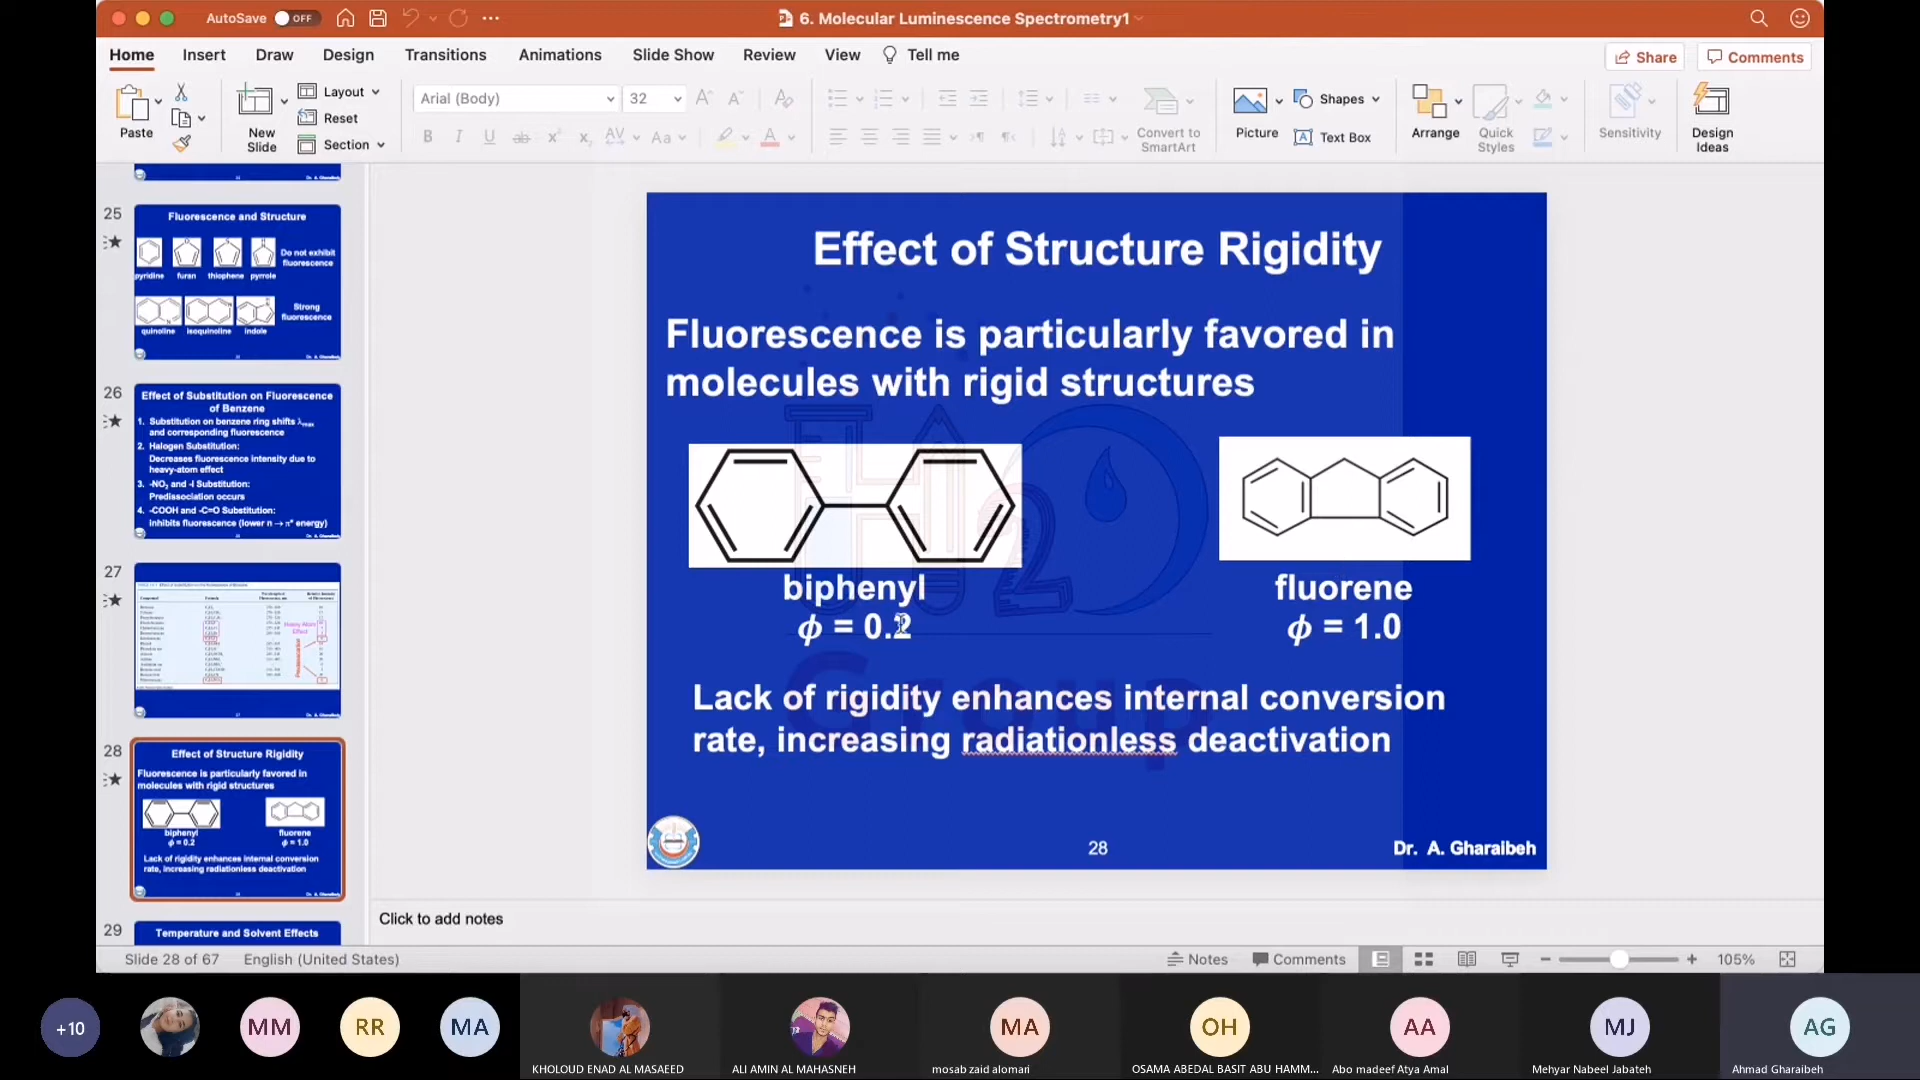 AutoSave OFF
6. Molecular Luminescence Spectrometry1
Home Insert Draw Design Transitions Animations Slide Show Review View Tell me
Share Comments
Paste
New Slide
Layout
Reset
Section
Arial (Body) 32
Convert to SmartArt
Picture
Shapes
Text Box
Arrange
Quick Styles
Sensitivity
Design Ideas
25
Fluorescence and Structure
pyridine furan thiophene pyrrole
Do not exhibit
fluorescence
quinoline isoquinoline indole
Strong
fluorescence
26
Effect of Substitution on Fluorescence
of Benzene
1. Substitution on benzene ring shifts λmax
and corresponding fluorescence
2. Halogen Substitution:
Decreases fluorescence intensity due to
heavy-atom effect
3. -NO₂ and -I Substitution:
Predissociation occurs
4. -COOH and -C=O Substitution:
Inhibits fluorescence (lower n → π* energy)
27
Heavy Atom
Effect
28
Effect of Structure Rigidity
Fluorescence is particularly favored in
molecules with rigid structures
biphenyl
ϕ = 0.2
fluorene
ϕ = 1.0
Lack of rigidity enhances internal conversion
rate, increasing radiationless deactivation
29
Temperature and Solvent Effects
Effect of Structure Rigidity
Fluorescence is particularly favored in
molecules with rigid structures
biphenyl
ϕ = 0.2
fluorene
ϕ = 1.0
Lack of rigidity enhances internal conversion
rate, increasing radiationless deactivation
28
Dr. A. Gharaibeh
H2O
Group
Click to add notes
Slide 28 of 67 English (United States)
Notes Comments 105%
+10 MM RR MA MA OH AA MJ AG
KHOLOUD ENAD AL MASAEED
ALI AMIN AL MAHASNEH
mosab zaid alomari
OSAMA ABEDAL BASIT ABU HAMM...
Abo madeef Atya Amal
Mehyar Nabeel Jabateh
Ahmad Gharaibeh